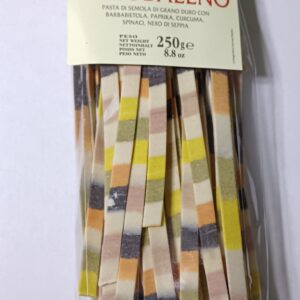 PASTA DI SEMOLA DI GRANO DURO CON
BARBABIETOLA, PAPRIKA, CURCUMA,
SPINACI, NERO DI SEPPIA
PESO
NET WEIGHT
NETTOINHALT
POIDS NET
PESO NETO
250g℮
8.8 oz